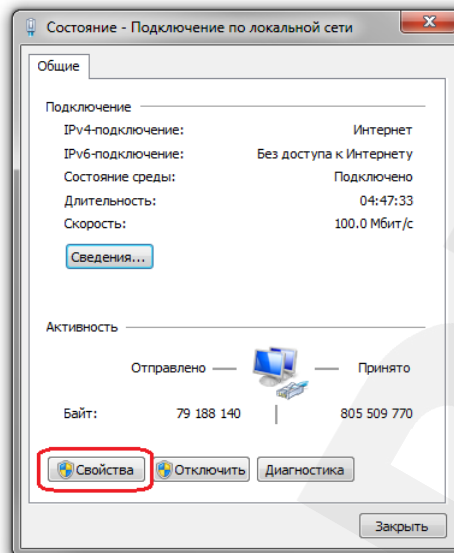 Состояние - Подключение по локальной сети
Общие
Подключение
IPv4-подключение: Интернет
IPv6-подключение: Без доступа к Интернету
Состояние среды: Подключено
Длительность: 04:47:33
Скорость: 100.0 Мбит/с
Сведения...
Активность
Отправлено — — Принято
Байт: 79 188 140 | 805 509 770
Свойства Отключить Диагностика
Закрыть